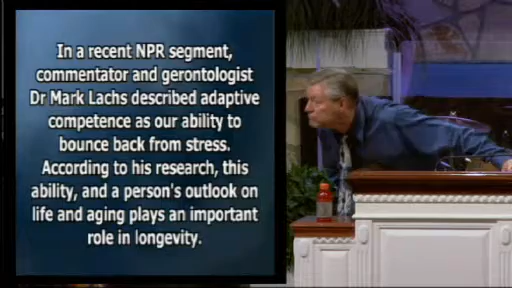 In a recent NPR segment,
commentator and gerontologist
Dr Mark Lachs described adaptive
competence as our ability to
bounce back from stress.
According to his research, this
ability, and a person's outlook on
life and aging plays an important
role in longevity.